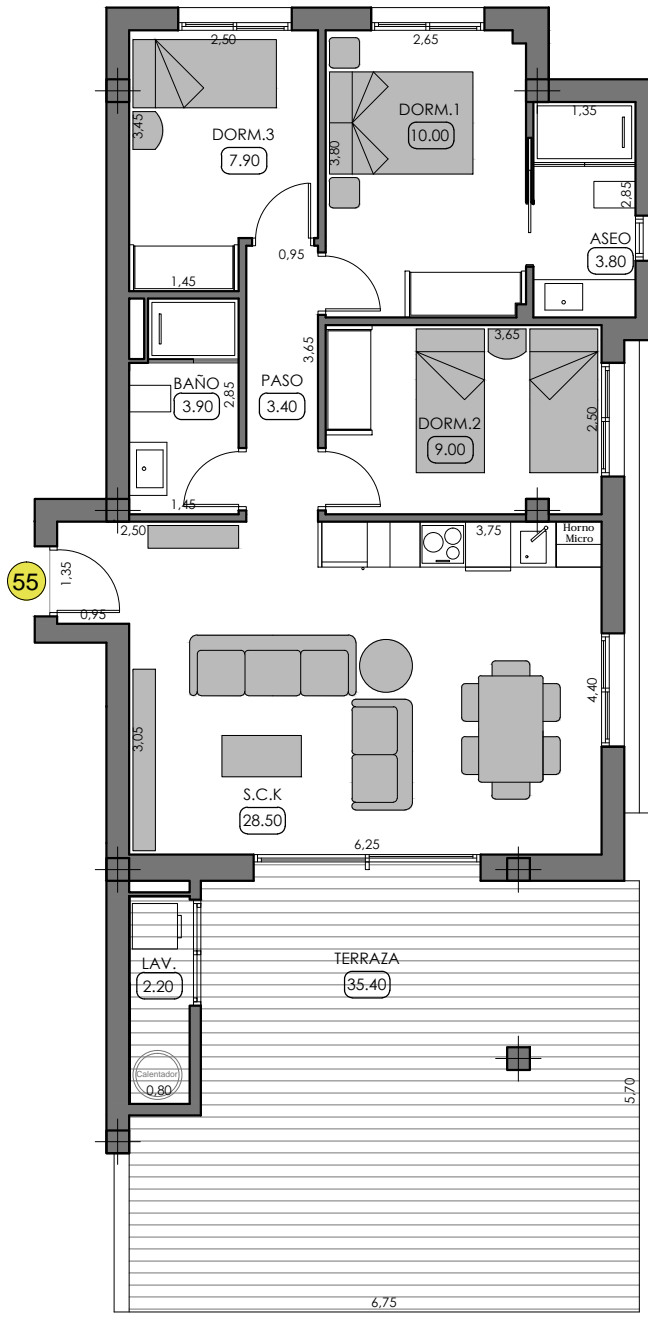 2,50
2,65
DORM.3
7.90
3,45
DORM.1
10.00
3,80
1,35
2,85
ASEO
3.80
0,95
1,45
3,65
BAÑO
3.90
2,85
PASO
3.40
3,65
DORM.2
9.00
2,50
1,45
2,50
3,75
Horno
Micro
55
1,35
0,95
4,40
3,05
S.C.K
28.50
6,25
LAV.
2.20
TERRAZA
35.40
Calentador
0,80
5,70
6,75